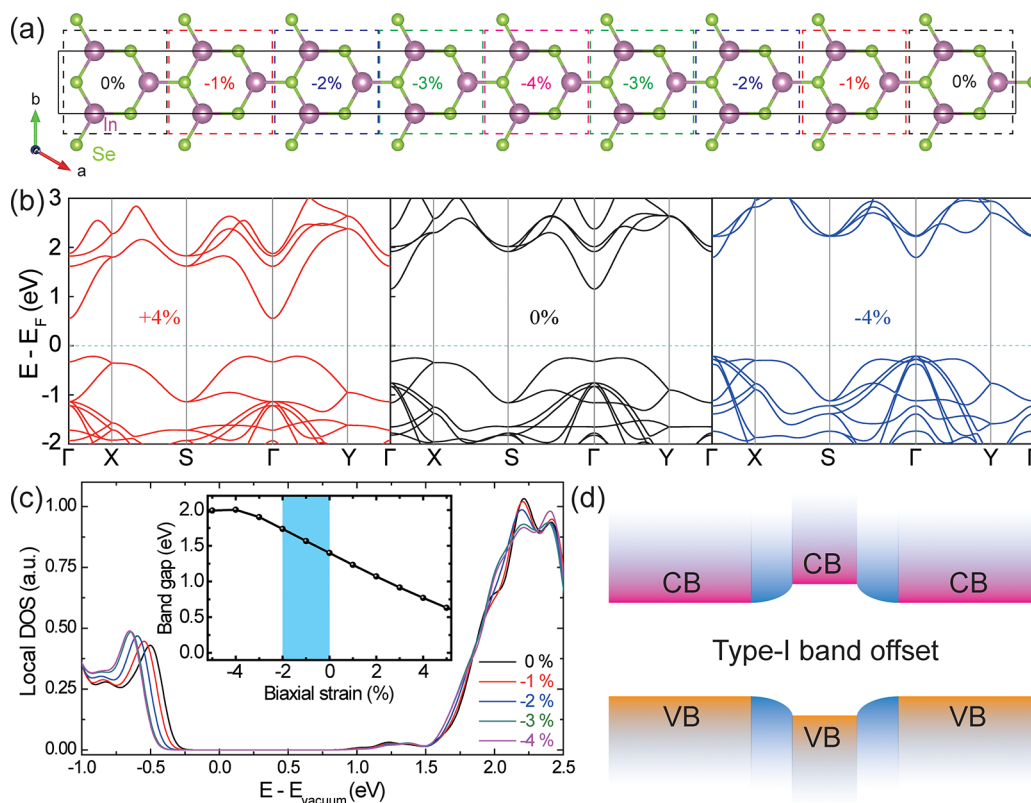 (a)
0% -1% -2% -3% -4% -3% -2% -1% 0%
b
In
Se
a
(b)
E - E_F (eV)
3
2
1
0
-1
-2
+4% 0% -4%
Γ X S Γ Y Γ X S Γ Y Γ X S Γ Y Γ
(c)
Local DOS (a.u.)
1.00
0.75
0.50
0.25
0.00
-1.0 -0.5 0.0 0.5 1.0 1.5 2.0 2.5
E - E_vacuum (eV)
Band gap (eV)
2.0
1.5
1.0
0.5
0.0
-4 -2 0 2 4
Biaxial strain (%)
0 %
-1 %
-2 %
-3 %
-4 %
(d)
CB CB CB
Type-I band offset
VB VB VB